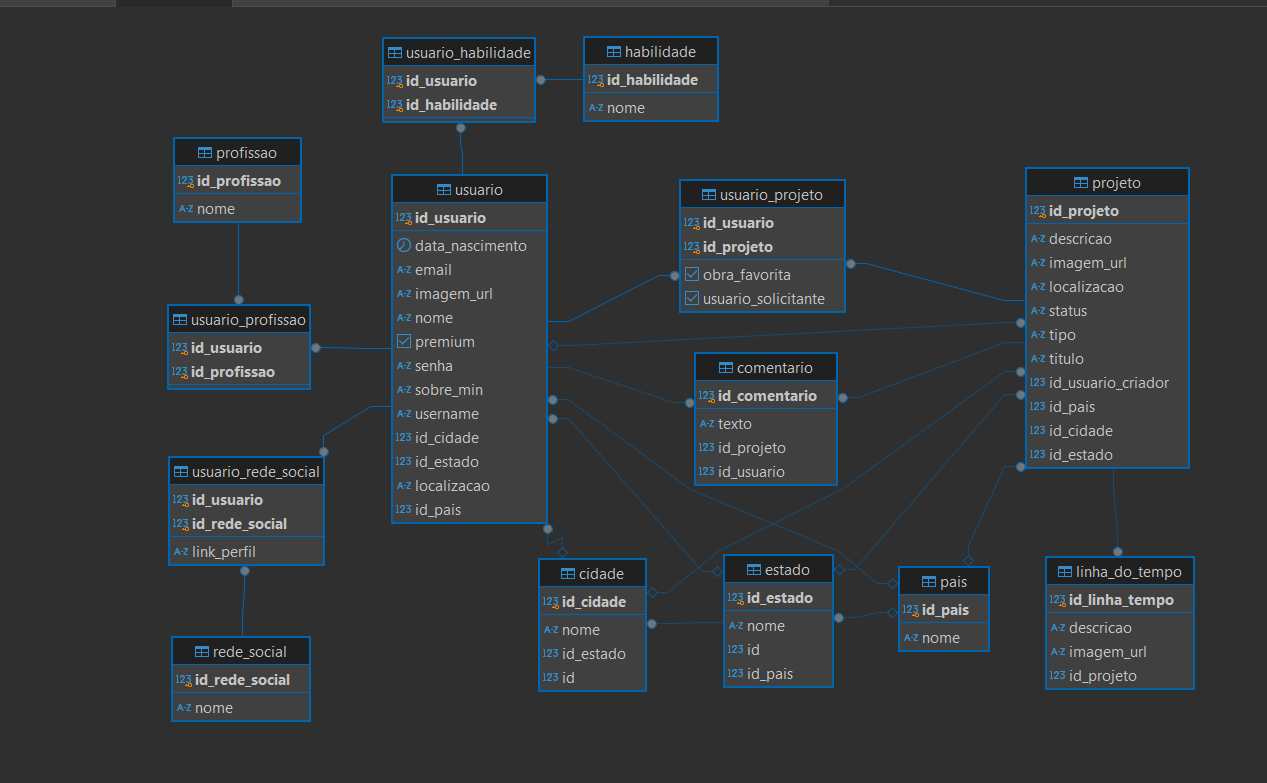 usuario_habilidade
123 id_usuario
123 id_habilidade
habilidade
123 id_habilidade
A-Z nome
profissao
123 id_profissao
A-Z nome
usuario
123 id_usuario
data_nascimento
A-Z email
A-Z imagem_url
A-Z nome
premium
A-Z senha
A-Z sobre_min
A-Z username
123 id_cidade
123 id_estado
A-Z localizacao
123 id_pais
usuario_projeto
123 id_usuario
123 id_projeto
obra_favorita
usuario_solicitante
projeto
123 id_projeto
A-Z descricao
A-Z imagem_url
A-Z localizacao
A-Z status
A-Z tipo
A-Z titulo
123 id_usuario_criador
123 id_pais
123 id_cidade
123 id_estado
usuario_profissao
123 id_usuario
123 id_profissao
comentario
123 id_comentario
A-Z texto
123 id_projeto
123 id_usuario
usuario_rede_social
123 id_usuario
123 id_rede_social
A-Z link_perfil
cidade
123 id_cidade
A-Z nome
123 id_estado
123 id
estado
123 id_estado
A-Z nome
123 id
123 id_pais
pais
123 id_pais
A-Z nome
linha_do_tempo
123 id_linha_tempo
A-Z descricao
A-Z imagem_url
123 id_projeto
rede_social
123 id_rede_social
A-Z nome